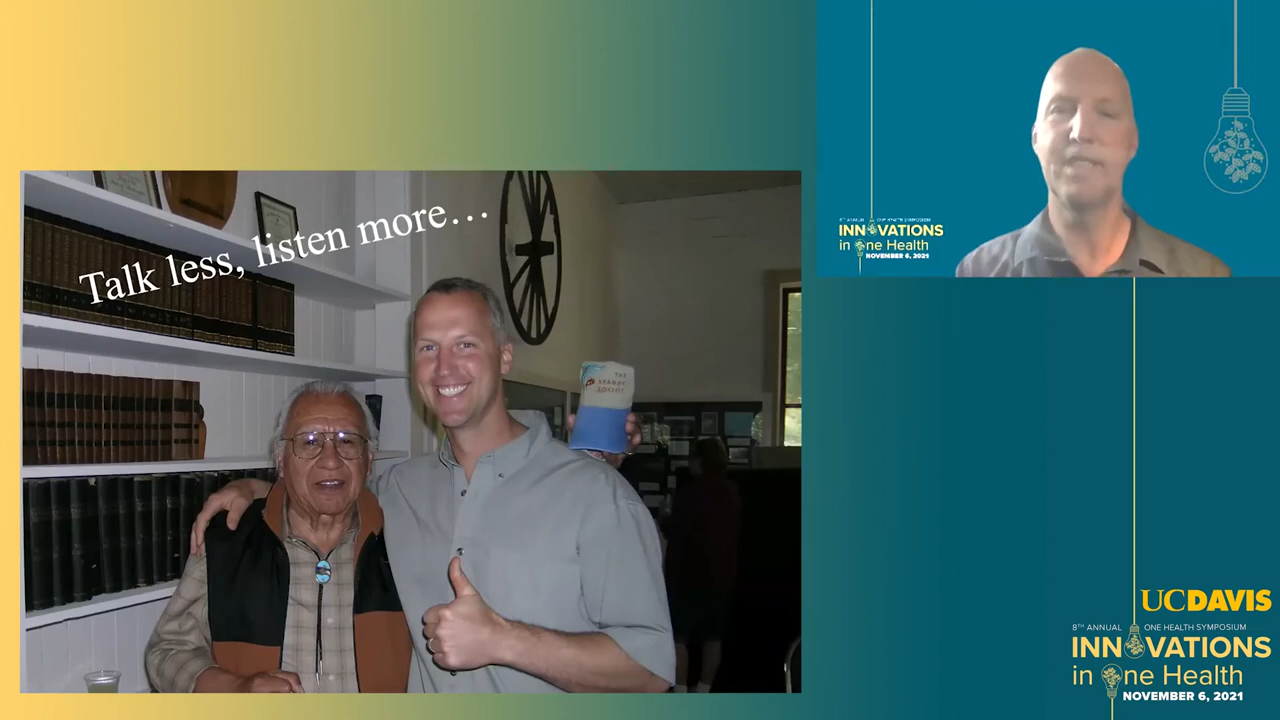 Talk less, listen more…
THE
SEADOC
SOCIETY
8TH ANNUAL ONE HEALTH SYMPOSIUM
INNOVATIONS
in One Health
NOVEMBER 6, 2021
UCDAVIS
8TH ANNUAL ONE HEALTH SYMPOSIUM
INNOVATIONS
in One Health
NOVEMBER 6, 2021